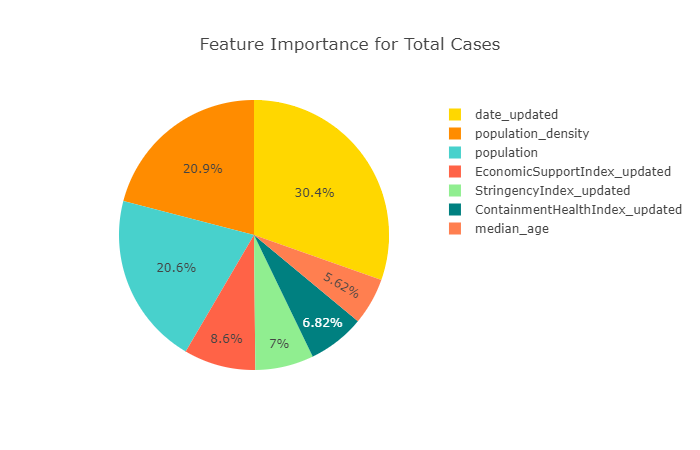 Feature Importance for Total Cases
date_updated
population_density
population
EconomicSupportIndex_updated
StringencyIndex_updated
ContainmentHealthIndex_updated
median_age
20.9%
30.4%
20.6%
5.62%
6.82%
8.6%
7%